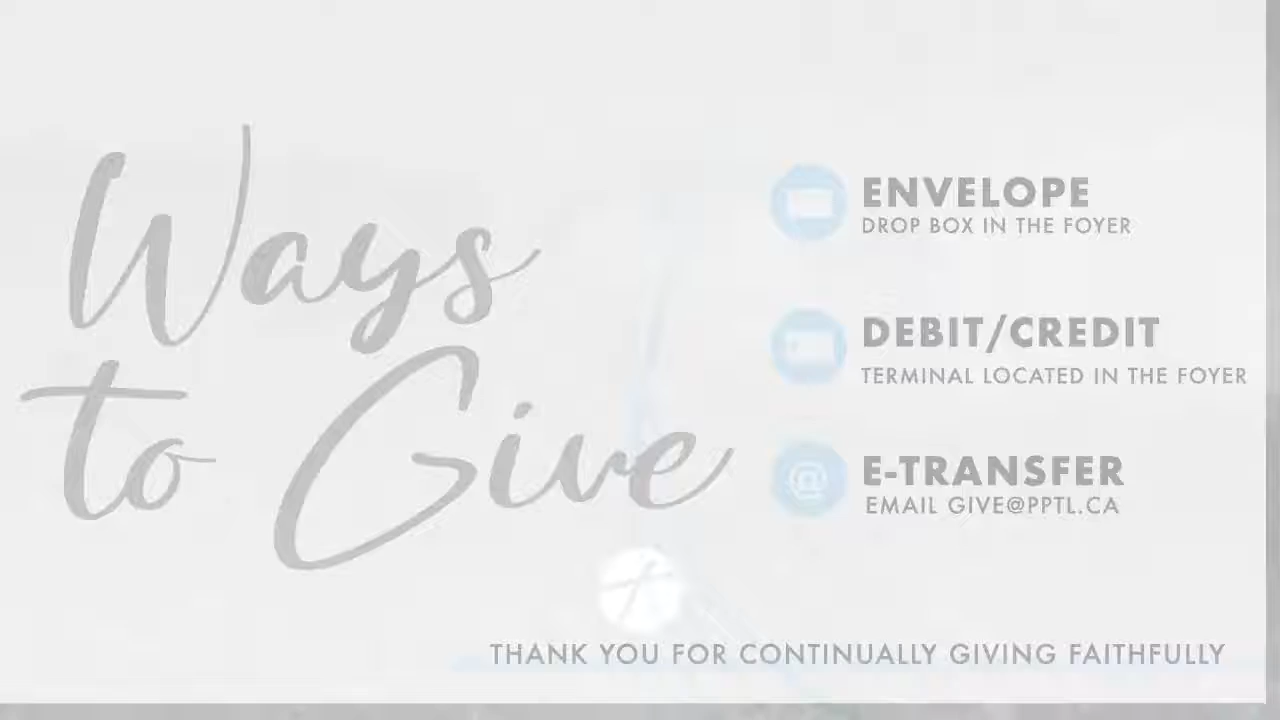 Ways
to Give
ENVELOPE
DROP BOX IN THE FOYER
DEBIT/CREDIT
TERMINAL LOCATED IN THE FOYER
E-TRANSFER
EMAIL GIVE@PPTL.CA
THANK YOU FOR CONTINUALLY GIVING FAITHFULLY